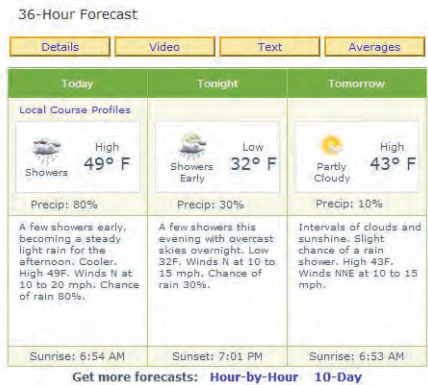 36-Hour Forecast
Details Video Text Averages
Today Tonight Tomorrow
Local Course Profiles
High
49° F
Showers
Low
32° F
Showers
Early
High
43° F
Partly
Cloudy
Precip: 80% Precip: 30% Precip: 10%
A few showers early,
becoming a steady
light rain for the
afternoon. Cooler.
High 49F. Winds N at
10 to 20 mph. Chance
of rain 80%.
A few showers this
evening with overcast
skies overnight. Low
32F. Winds N at 10 to
15 mph. Chance of
rain 30%.
Intervals of clouds and
sunshine. Slight
chance of a rain
shower. High 43F.
Winds NNE at 10 to 15
mph.
Sunrise: 6:54 AM Sunset: 7:01 PM Sunrise: 6:53 AM
Get more forecasts: Hour-by-Hour 10-Day